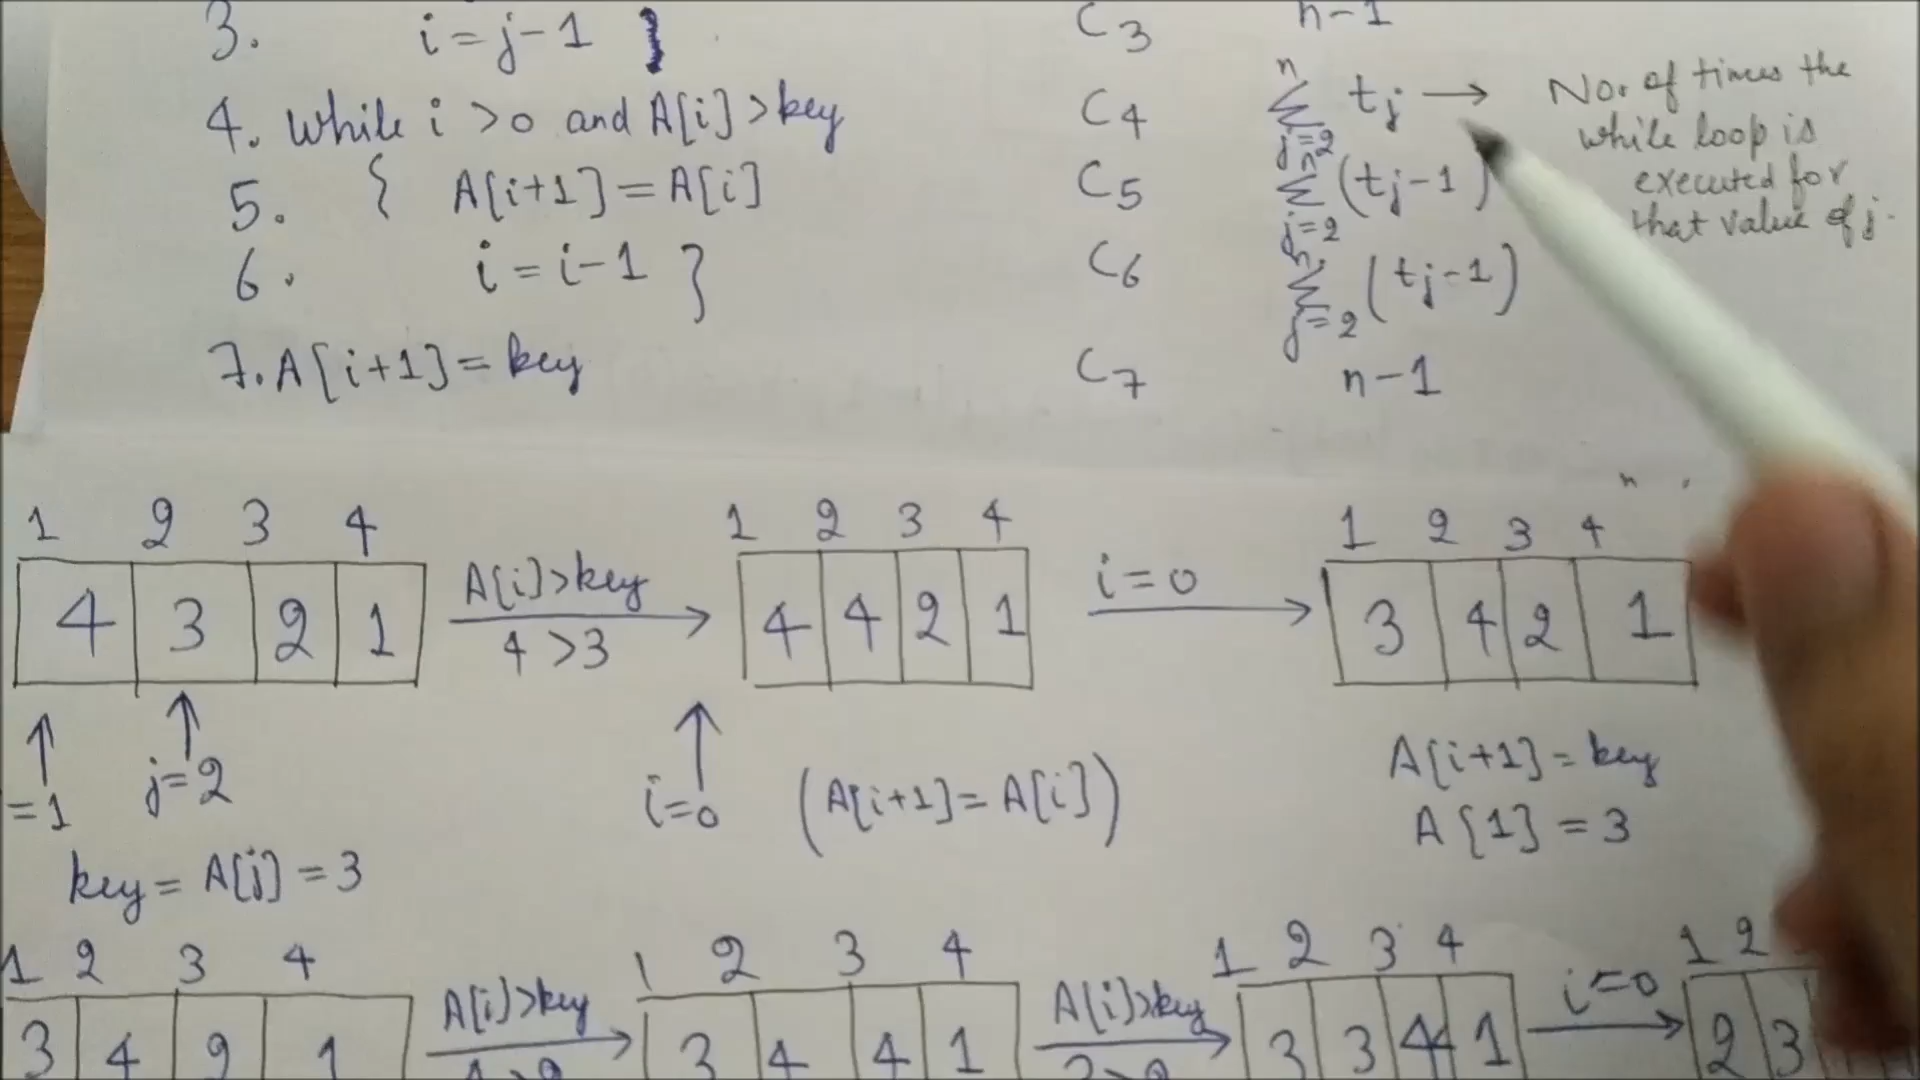 3. i = j-1 } C3 n-1
4. While i >0 and A[i] >key C4 n ∑ j=2 tj → No. of times the
while loop is
executed for
that value of j.
5. { A[i+1] = A[i] C5 n ∑ j=2 (tj-1)
6. i = i-1 } C6 n ∑ j=2 (tj-1)
7. A[i+1] = key C7 n-1
1 2 3 4
4 3 2 1
A[i]>key
4 >3
1 2 3 4
4 4 2 1
i=0
1 2 3 4
3 4 2 1
=1 j=2
i=0 (A[i+1] = A[i])
A[i+1] = key
A[1] = 3
key = A[j] = 3
1 2 3 4
3 4 2 1
A[i]>key
1 2 3 4
3 4 4 1
A[i]>key
1 2 3 4
3 3 4 1
i=0
1 2
2 3